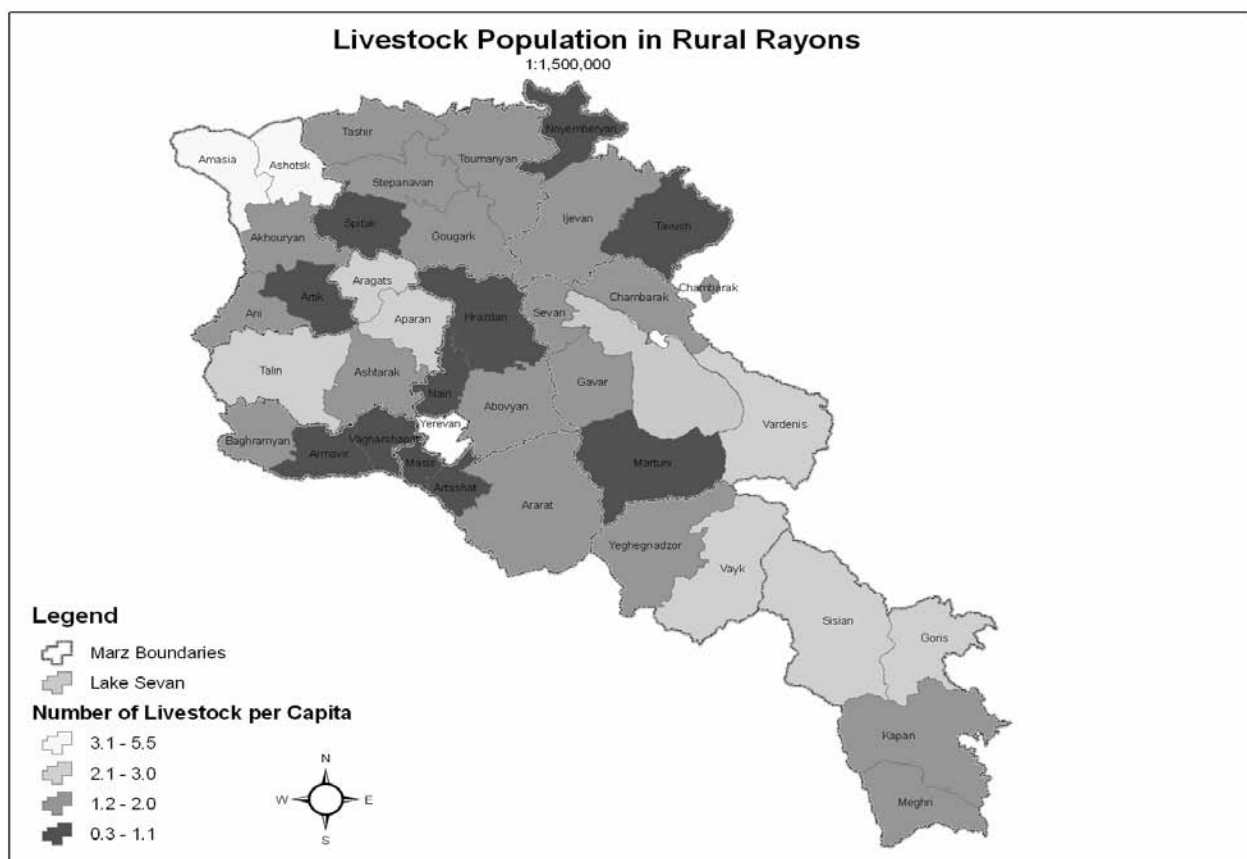 Livestock Population in Rural Rayons
1:1,500,000
Noyemberyan
Tashir
Toumanyan
Amasia
Ashotsk
Stepanavan
Ijevan
Tavush
Spitak
Akhouryan
Gougark
Aragats
Chambarak
Chambarak
Artik
Ani
Aparan
Hrazdan
Sevan
Talin
Ashtarak
Gavar
Nairi
Abovyan
Yerevan
Vardenis
Baghramyan
Vagharshapat
Armavir
Masis
Martuni
Artashat
Ararat
Yeghegnadzor
Vayk
Sisian
Goris
Kapan
Meghri
Legend
Marz Boundaries
Lake Sevan
Number of Livestock per Capita
3.1 - 5.5
2.1 - 3.0
1.2 - 2.0
0.3 - 1.1
N
W
E
S